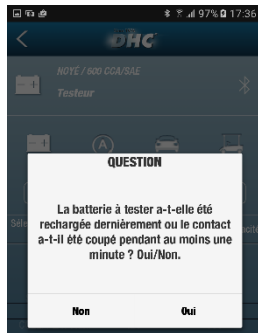 97% 17:36
DHC
NOYÉ / 600 CCA/SAE
Testeur
QUESTION
La batterie à tester a-t-elle été
rechargée dernièrement ou le contact
a-t-il été coupé pendant au moins une
minute ? Oui/Non.
Non Oui